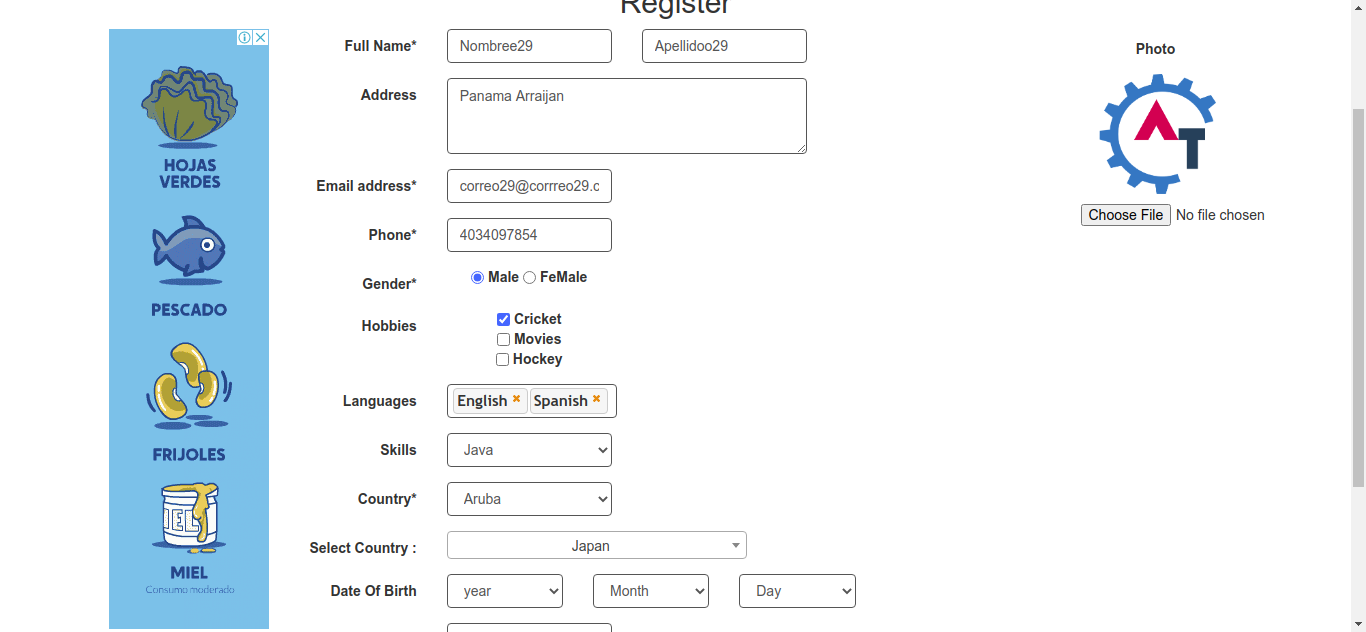 Register
Full Name*
Nombree29
Apellidoo29
Photo
Address
Panama Arraijan
AT
HOJAS
VERDES
Email address*
correo29@corrreo29.c
Choose File No file chosen
Phone*
4034097854
Gender*
Male FeMale
PESCADO
Hobbies
Cricket
Movies
Hockey
Languages
English Spanish
Skills
Java
FRIJOLES
Country*
Aruba
IEL
Select Country :
Japan
MIEL
Consumo moderado
Date Of Birth
year
Month
Day